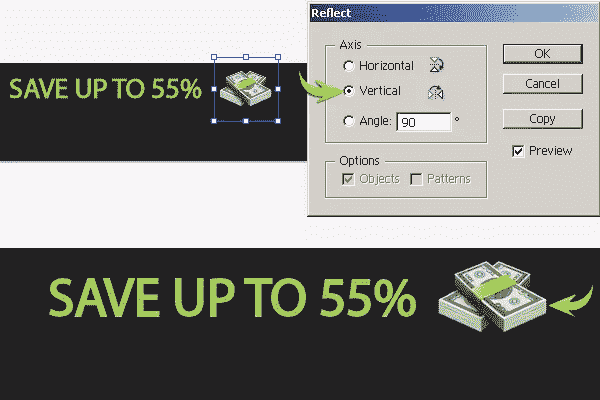 Reflect
SAVE UP TO 55%
Axis
Horizontal
Vertical
Angle: 90 °
OK
Cancel
Copy
Preview
Options
Objects
Patterns
SAVE UP TO 55%